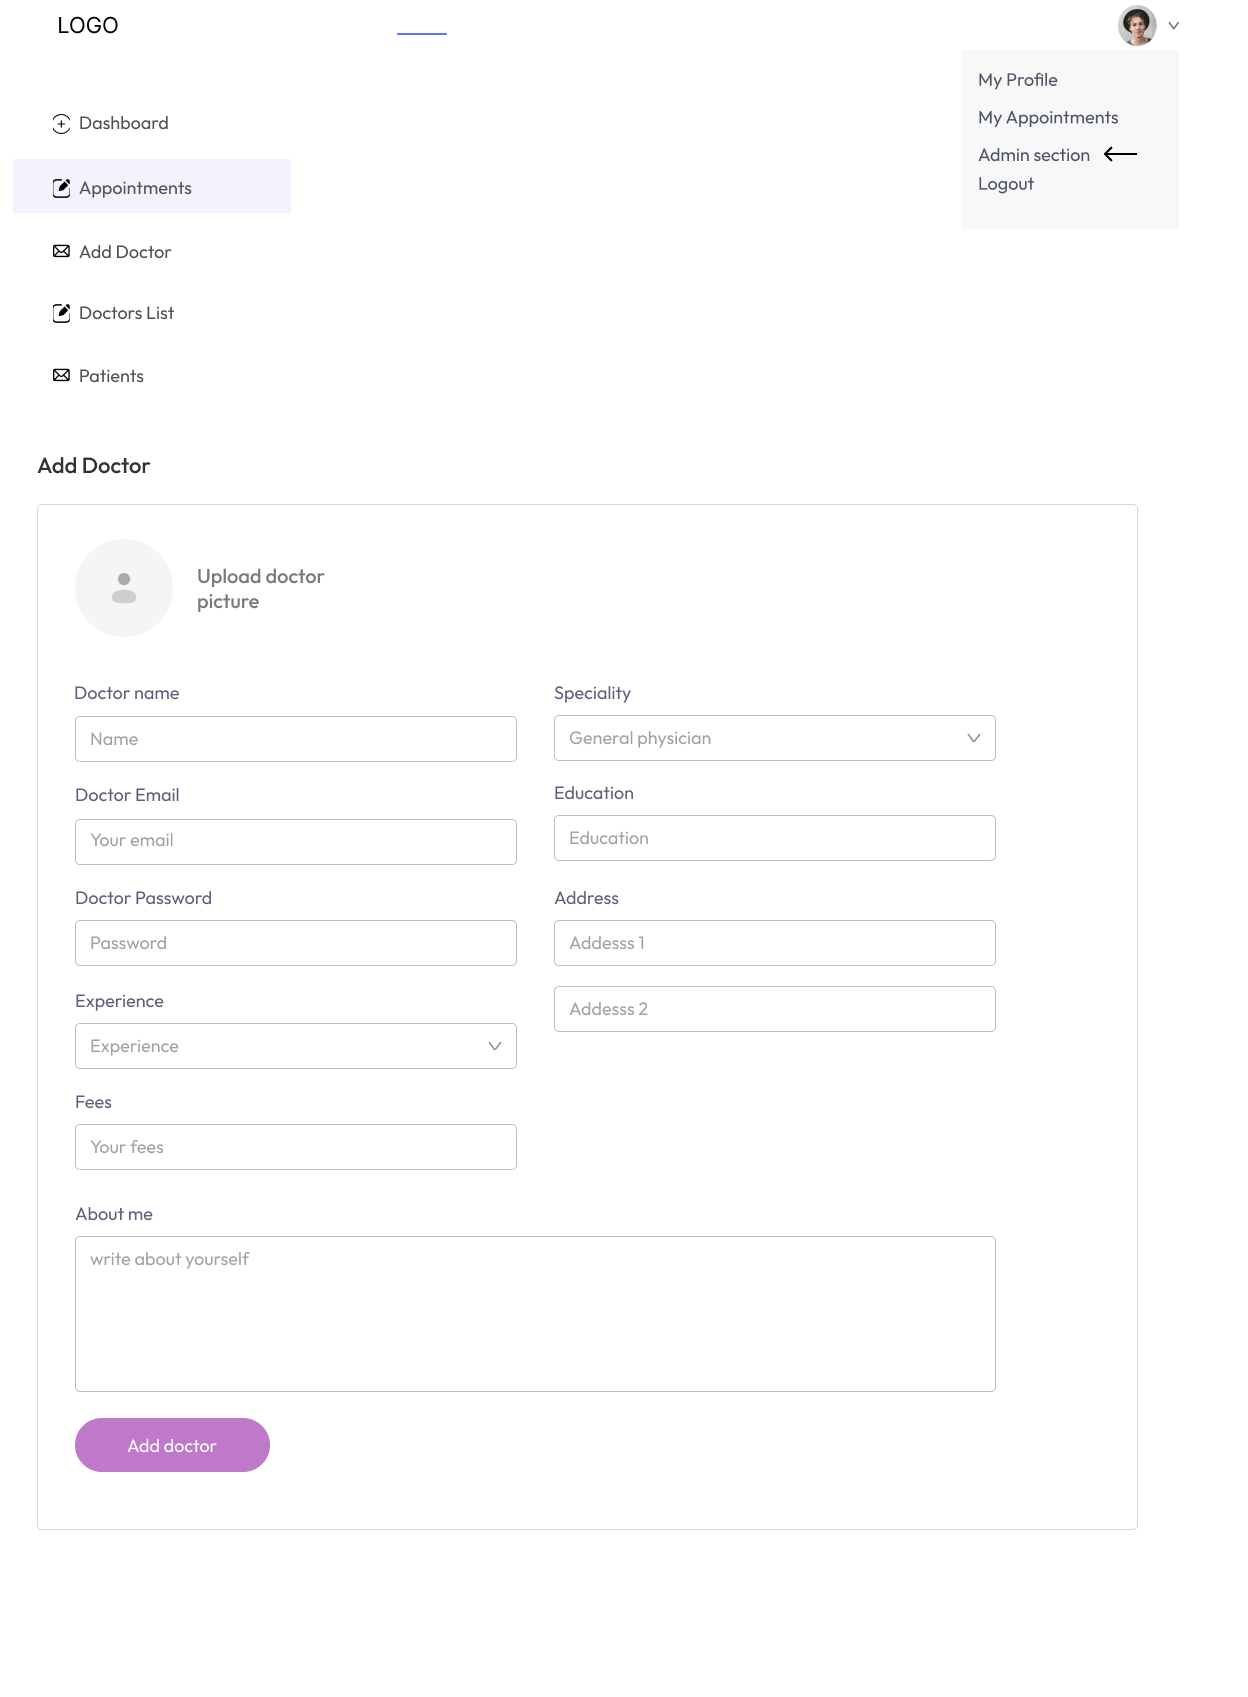 LOGO
My Profile
My Appointments
Admin section
Logout
Dashboard
Appointments
Add Doctor
Doctors List
Patients
Add Doctor
Upload doctor
picture
Doctor name
Name
Doctor Email
Your email
Doctor Password
Password
Experience
Experience
Fees
Your fees
Speciality
General physician
Education
Education
Address
Addesss 1
Addesss 2
About me
write about yourself
Add doctor